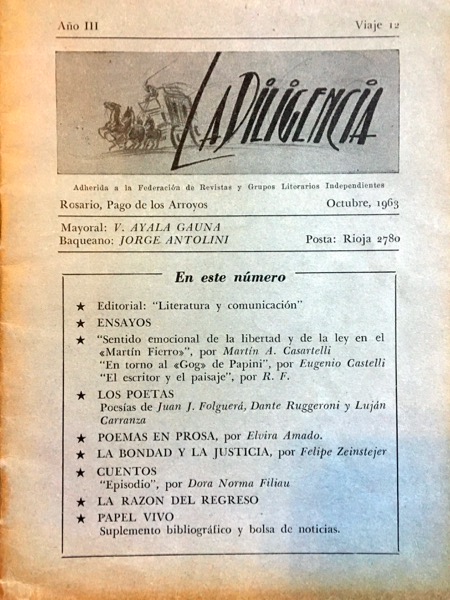 Año III Viaje 12
LA DILIGENCIA
Adherida a la Federación de Revistas y Grupos Literarios Independientes
Rosario, Pago de los Arroyos Octubre, 1963
Mayoral: V. AYALA GAUNA
Baqueano: JORGE ANTOLINI Posta: Rioja 2780
En este número
★ Editorial: "Literatura y comunicación"
★ ENSAYOS
★ "Sentido emocional de la libertad y de la ley en el
«Martín Fierro», por Martín A. Casartelli
"En torno al «Gog» de Papini", por Eugenio Castelli
"El escritor y el paisaje", por R. F.
★ LOS POETAS
Poesías de Juan J. Folguerá, Dante Ruggeroni y Luján
Carranza
★ POEMAS EN PROSA, por Elvira Amado.
★ LA BONDAD Y LA JUSTICIA, por Felipe Zeinstejer
★ CUENTOS
"Episodio", por Dora Norma Filiau
★ LA RAZON DEL REGRESO
★ PAPEL VIVO
Suplemento bibliográfico y bolsa de noticias.